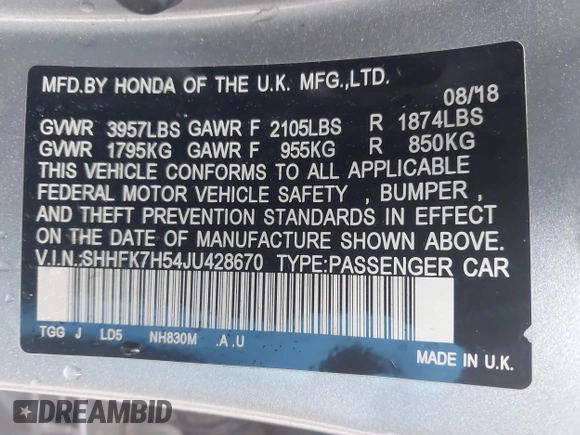 MFD.BY HONDA OF THE U.K. MFG.,LTD.
08/18
GVWR 3957LBS GAWR F 2105LBS R 1874LBS
GVWR 1795KG GAWR F 955KG R 850KG
THIS VEHICLE CONFORMS TO ALL APPLICABLE
FEDERAL MOTOR VEHICLE SAFETY , BUMPER ,
AND THEFT PREVENTION STANDARDS IN EFFECT
ON THE DATE OF MANUFACTURE SHOWN ABOVE.
V.I.N.:SHHFK7H54JU428670 TYPE:PASSENGER CAR
TGG J LD5 NH830M .A .U
MADE IN U.K.
DREAMBID